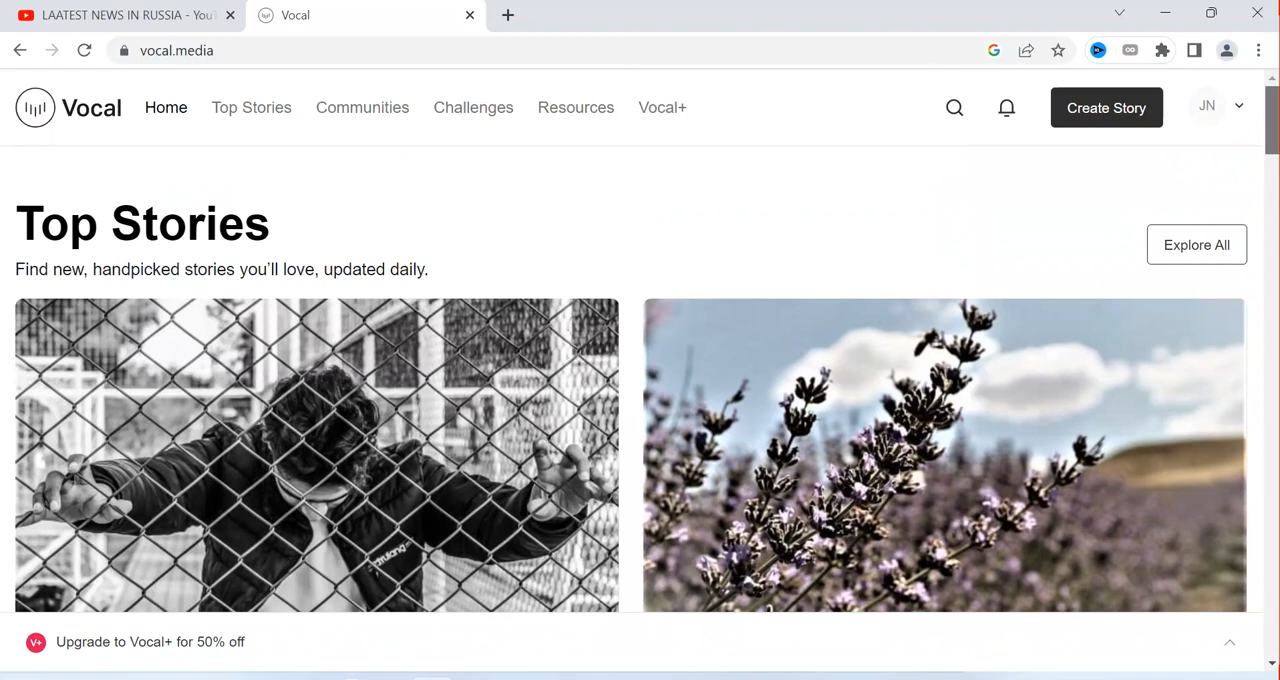 LAATEST NEWS IN RUSSIA - You
Vocal
vocal.media
Vocal Home Top Stories Communities Challenges Resources Vocal+ Create Story JN
Top Stories
Explore All
Find new, handpicked stories you’ll love, updated daily.
V+ Upgrade to Vocal+ for 50% off